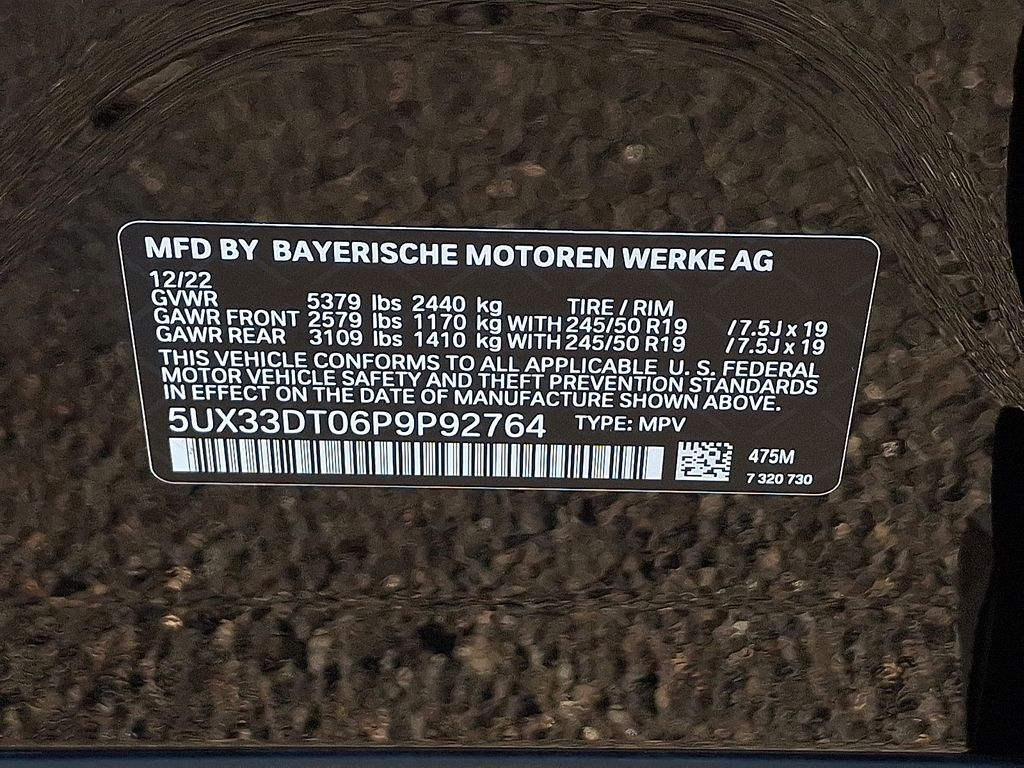 MFD BY BAYERISCHE MOTOREN WERKE AG
12/22
GVWR 5379 lbs 2440 kg TIRE / RIM
GAWR FRONT 2579 lbs 1170 kg WITH 245/50 R19 / 7.5J x 19
GAWR REAR 3109 lbs 1410 kg WITH 245/50 R19 / 7.5J x 19
THIS VEHICLE CONFORMS TO ALL APPLICABLE U. S. FEDERAL
MOTOR VEHICLE SAFETY AND THEFT PREVENTION STANDARDS
IN EFFECT ON THE DATE OF MANUFACTURE SHOWN ABOVE.
5UX33DT06P9P92764 TYPE: MPV
475M
7 320 730